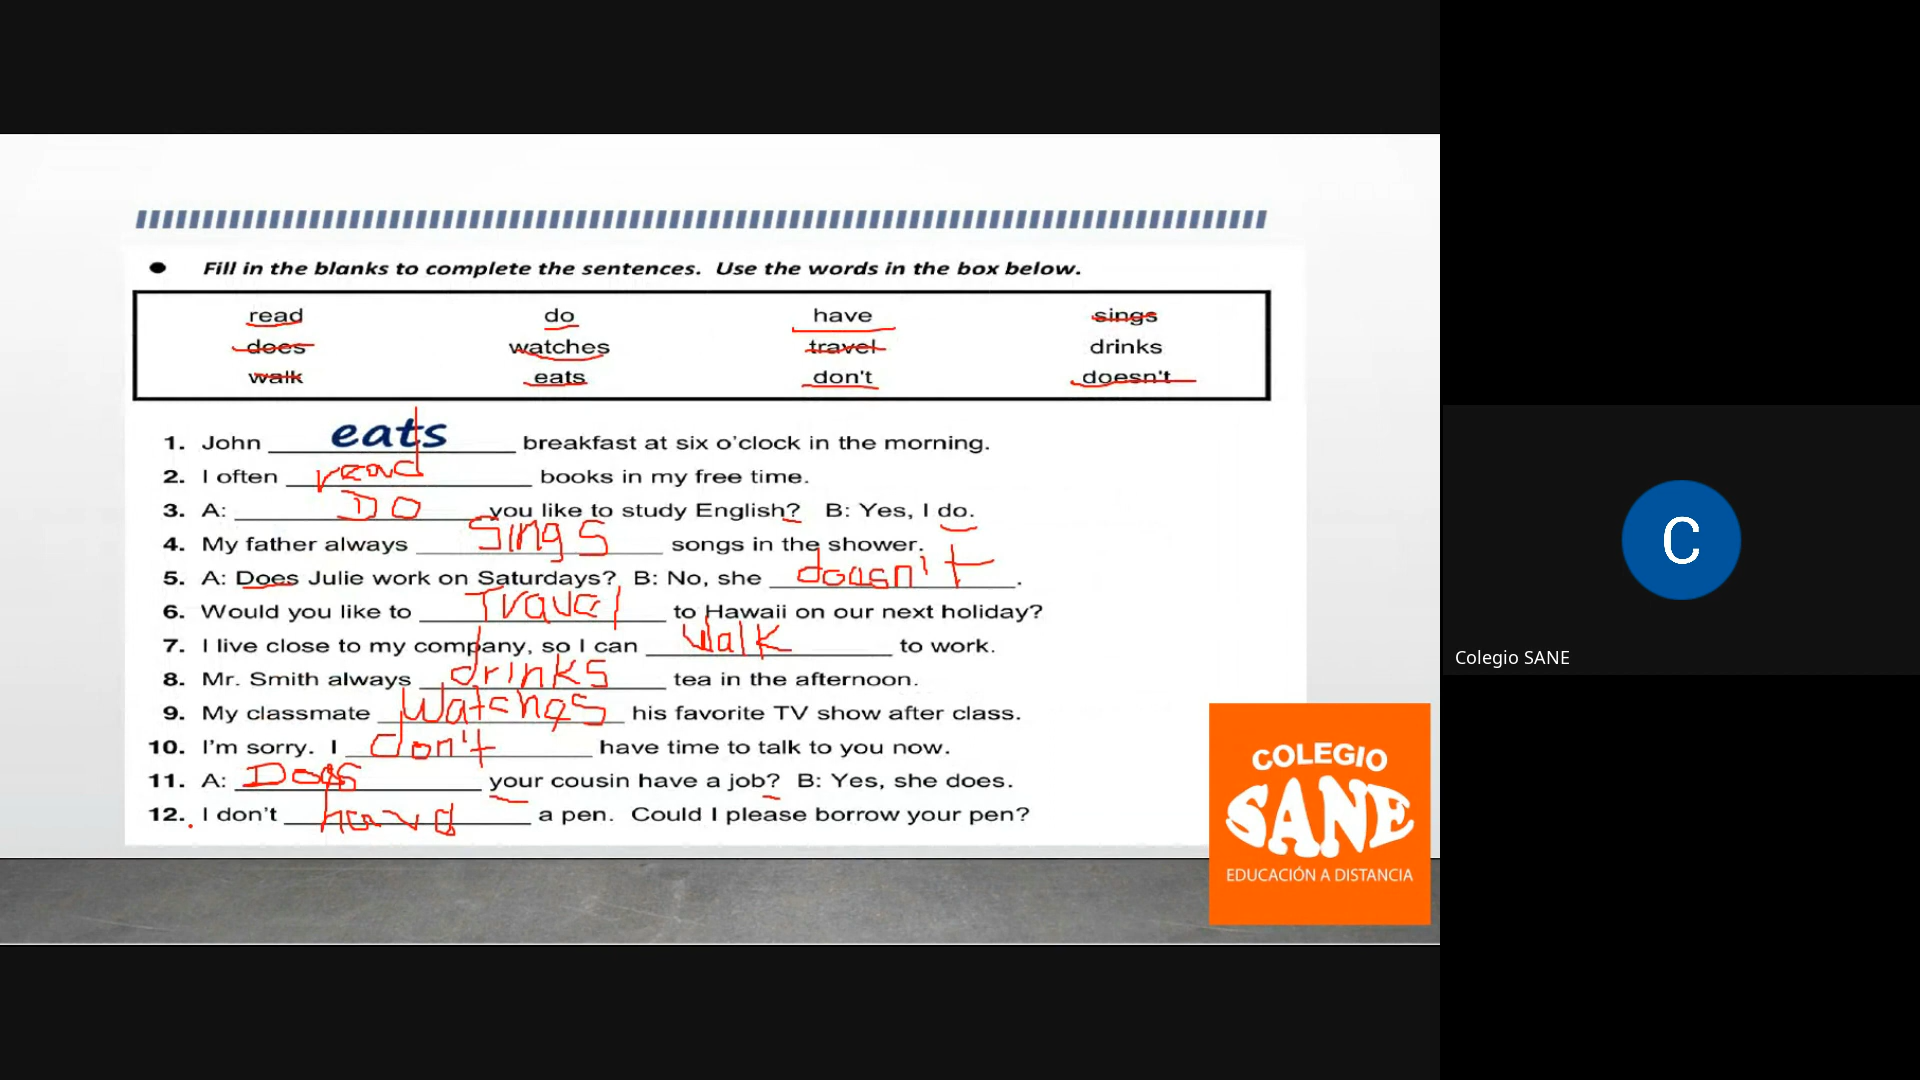 ● Fill in the blanks to complete the sentences. Use the words in the box below.
read do have sings
does watches travel drinks
walk eats don't doesn't
1. John eats breakfast at six o'clock in the morning.
2. I often read books in my free time.
3. A: DO you like to study English? B: Yes, I do.
4. My father always Sings songs in the shower.
5. A: Does Julie work on Saturdays? B: No, she doesn't.
6. Would you like to Travel to Hawaii on our next holiday?
7. I live close to my company, so I can Walk to work.
8. Mr. Smith always drinks tea in the afternoon.
9. My classmate Watches his favorite TV show after class.
10. I'm sorry. I don't have time to talk to you now.
11. A: Does your cousin have a job? B: Yes, she does.
12. I don't have a pen. Could I please borrow your pen?
COLEGIO
SANE
EDUCACIÓN A DISTANCIA
C
Colegio SANE